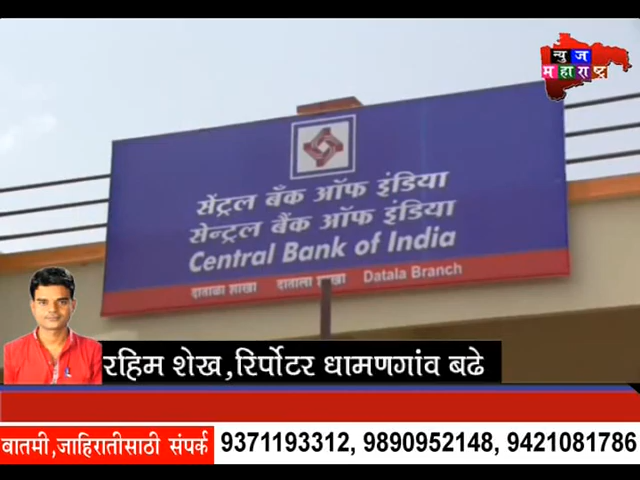 न्युज
महाराष्ट्र
सेंट्रल बँक ऑफ इंडिया
सेन्ट्रल बैंक ऑफ इंडिया
Central Bank of India
दाताळा शाखा दाताला शाखा Datala Branch
रहिम शेख,रिर्पोटर धामणगांव बढे
वातमी,जाहिरातीसाठी संपर्क 9371193312, 9890952148, 9421081786